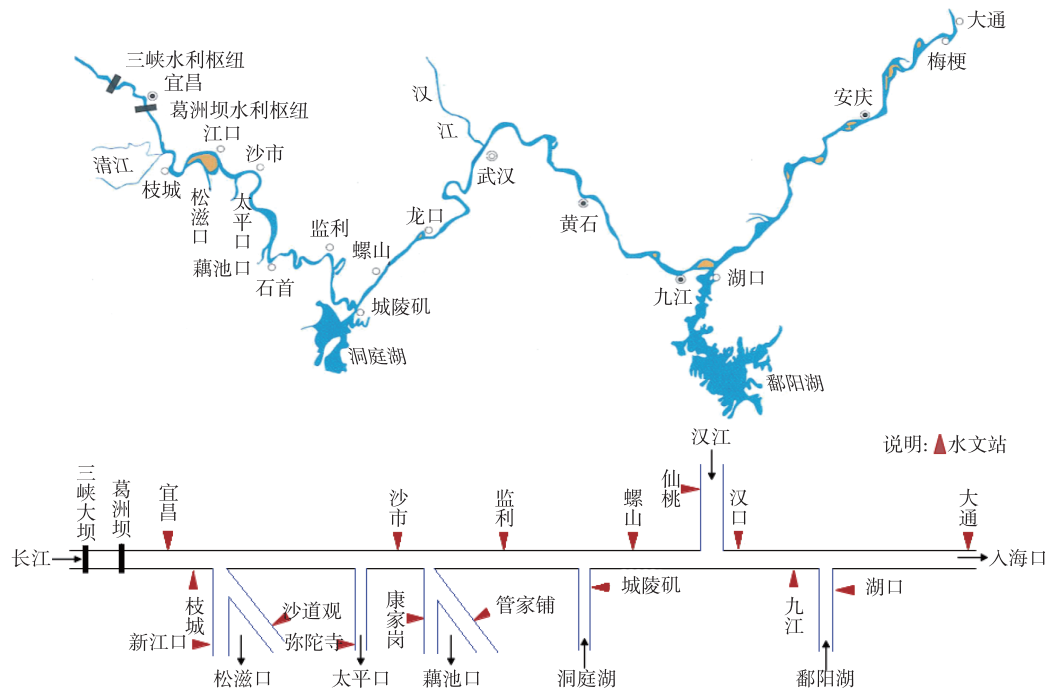 大通
梅梗
三峡水利枢纽
宜昌
葛洲坝水利枢纽
安庆
汉江
江口
沙市
清江
枝城
松滋口
太平口
武汉
龙口
黄石
监利
螺山
藕池口
石首
城陵矶
九江
湖口
洞庭湖
鄱阳湖
汉江
说明:水文站
三峡大坝
葛洲坝
宜昌
沙市
监利
螺山
仙桃
汉口
大通
长江
入海口
枝城
沙道观
康家岗
管家铺
城陵矶
九江
湖口
新江口
弥陀寺
松滋口
太平口
藕池口
洞庭湖
鄱阳湖